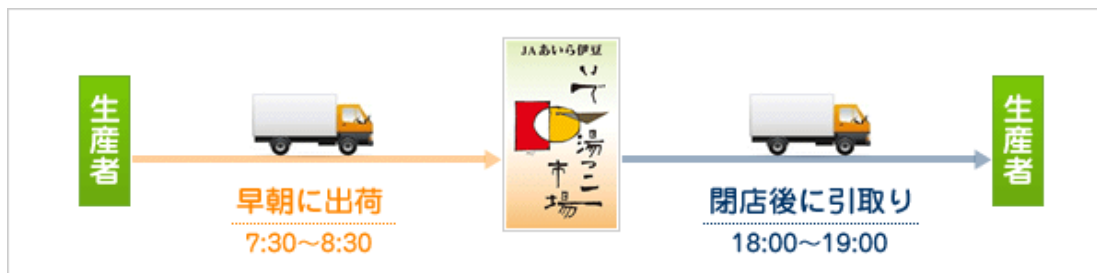 生産者
早朝に出荷
7:30～8:30
JAあいら伊豆
いで湯っこ市場
閉店後に引取り
18:00～19:00
生産者